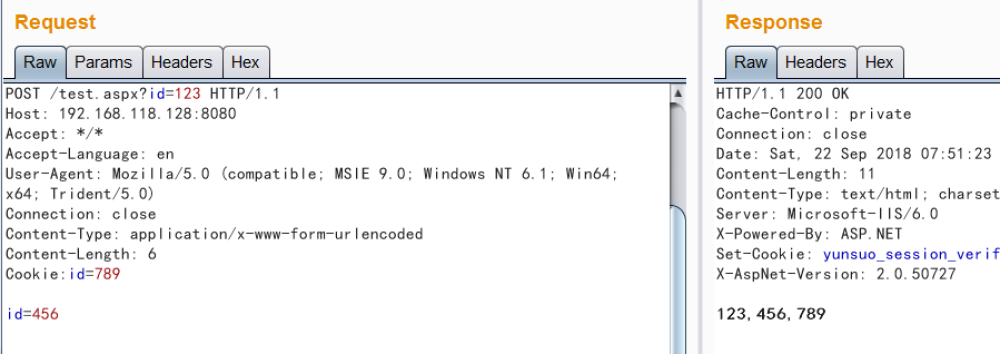 Request
Raw Params Headers Hex
POST /test.aspx?id=123 HTTP/1.1
Host: 192.168.118.128:8080
Accept: */*
Accept-Language: en
User-Agent: Mozilla/5.0 (compatible; MSIE 9.0; Windows NT 6.1; Win64;
x64; Trident/5.0)
Connection: close
Content-Type: application/x-www-form-urlencoded
Content-Length: 6
Cookie:id=789
id=456
Response
Raw Headers Hex
HTTP/1.1 200 OK
Cache-Control: private
Connection: close
Date: Sat, 22 Sep 2018 07:51:23
Content-Length: 11
Content-Type: text/html; charset
Server: Microsoft-IIS/6.0
X-Powered-By: ASP.NET
Set-Cookie: yunsuo_session_verif
X-AspNet-Version: 2.0.50727
123,456,789